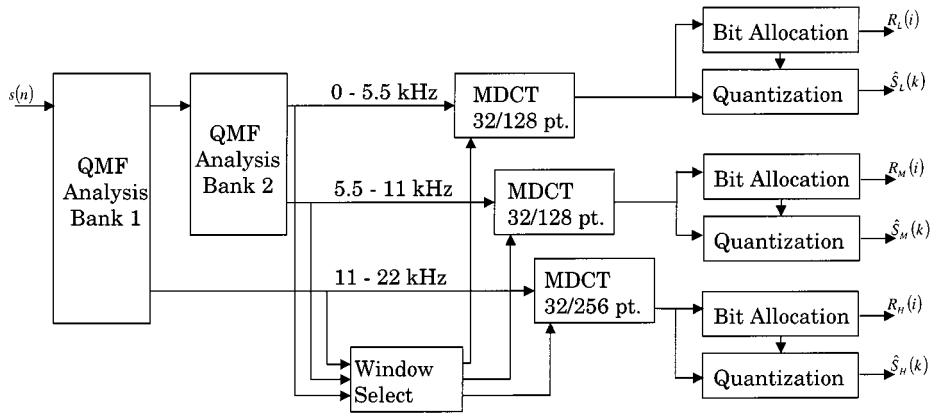 s(n)
QMF
Analysis
Bank 1
QMF
Analysis
Bank 2
0 - 5.5 kHz
5.5 - 11 kHz
11 - 22 kHz
MDCT
32/128 pt.
MDCT
32/128 pt.
MDCT
32/256 pt.
Window
Select
Bit Allocation
R_L(i)
Quantization
Ŝ_L(k)
Bit Allocation
R_M(i)
Quantization
Ŝ_M(k)
Bit Allocation
R_H(i)
Quantization
Ŝ_H(k)